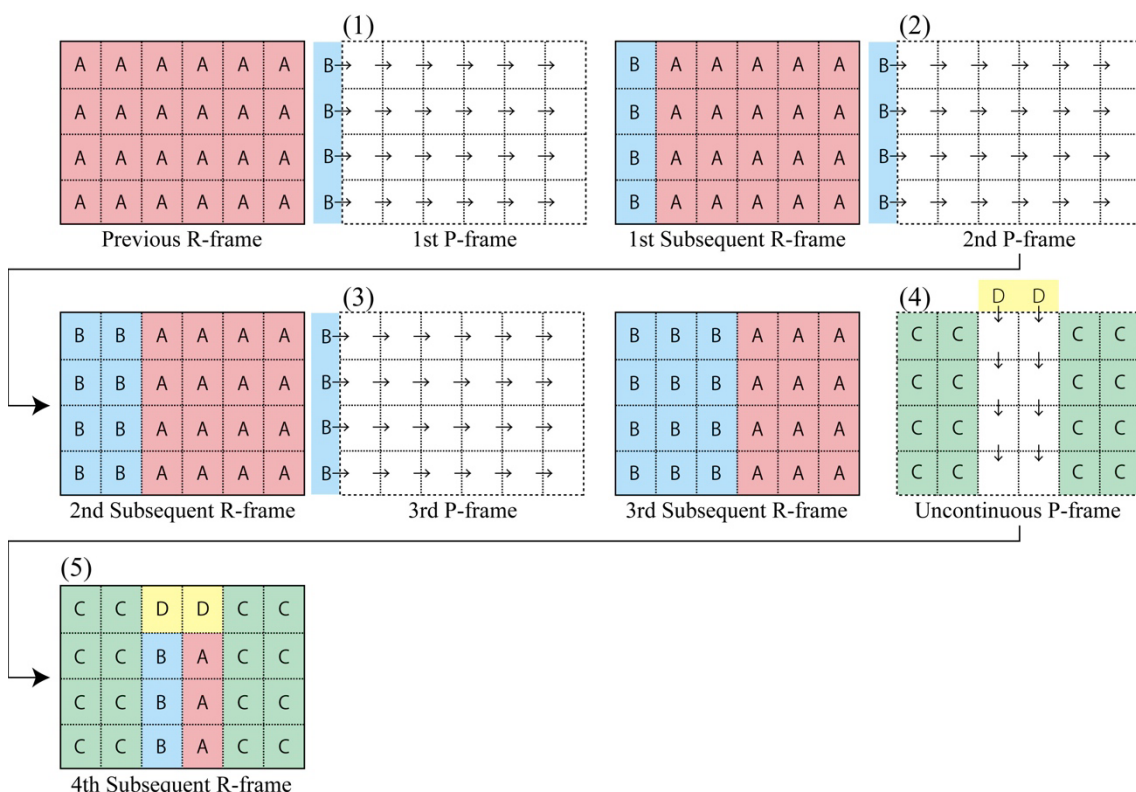 (1)
(2)
A A A A A A
B → → → → → →
B A A A A A
B → → → → → →
A A A A A A
B → → → → → →
B A A A A A
B → → → → → →
A A A A A A
B → → → → → →
B A A A A A
B → → → → → →
A A A A A A
B → → → → → →
B A A A A A
B → → → → → →
Previous R-frame
1st P-frame
1st Subsequent R-frame
2nd P-frame
(3)
(4)
D D
B B A A A A
B → → → → → →
B B B A A A
C C ↓ ↓ C C
B B A A A A
B → → → → → →
B B B A A A
C C ↓ ↓ C C
B B A A A A
B → → → → → →
B B B A A A
C C ↓ ↓ C C
B B A A A A
B → → → → → →
B B B A A A
C C ↓ ↓ C C
2nd Subsequent R-frame
3rd P-frame
3rd Subsequent R-frame
Uncontinuous P-frame
(5)
C C D D C C
C C B A C C
C C B A C C
C C B A C C
4th Subsequent R-frame